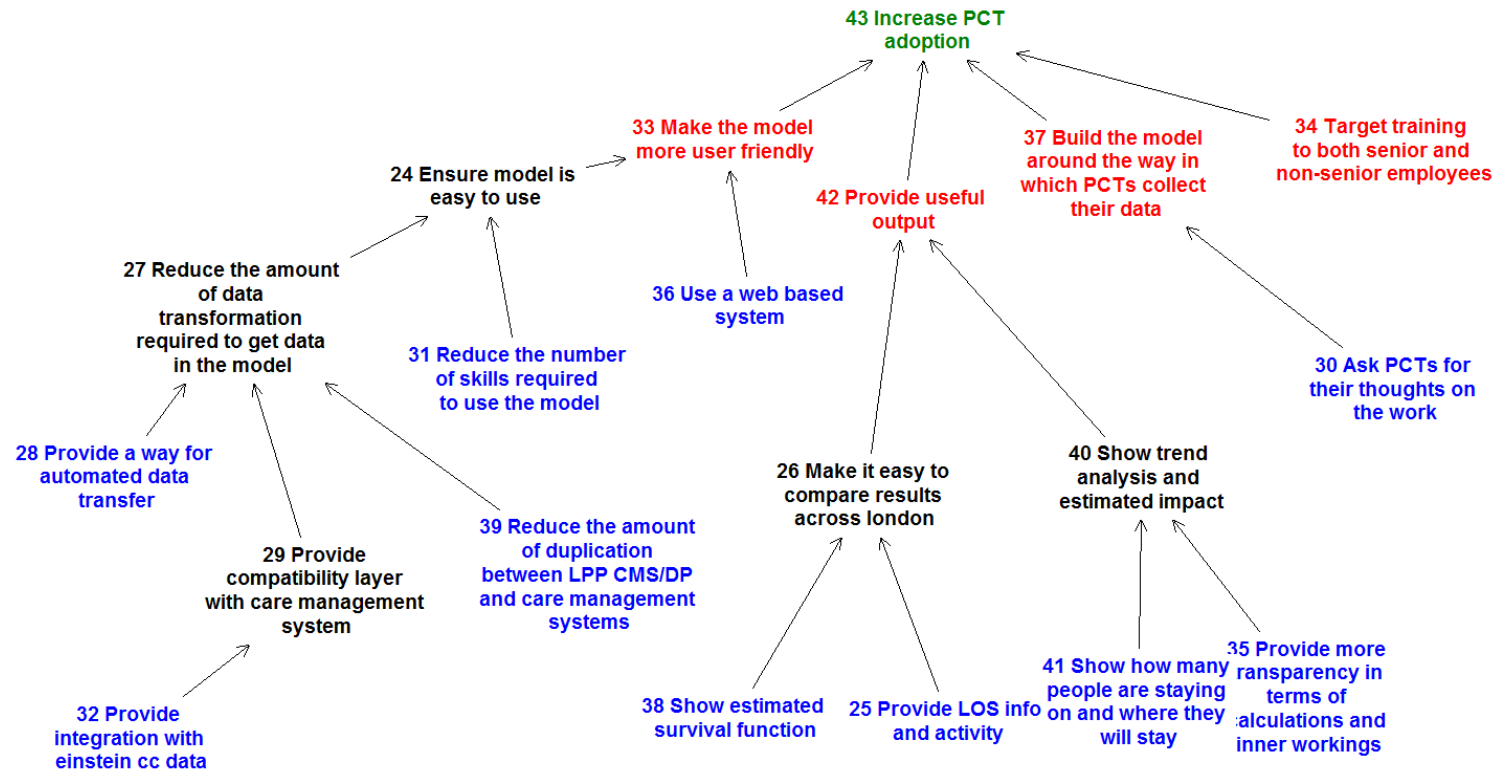 43 Increase PCT
adoption
33 Make the model
more user friendly
37 Build the model
around the way in
which PCTs collect
their data
34 Target training
to both senior and
non-senior employees
24 Ensure model is
easy to use
42 Provide useful
output
27 Reduce the amount
of data
transformation
required to get data
in the model
36 Use a web based
system
31 Reduce the number
of skills required
to use the model
30 Ask PCTs for
their thoughts on
the work
28 Provide a way for
automated data
transfer
26 Make it easy to
compare results
across london
40 Show trend
analysis and
estimated impact
29 Provide
compatibility layer
with care management
system
39 Reduce the amount
of duplication
between LPP CMS/DP
and care management
systems
32 Provide
integration with
einstein cc data
38 Show estimated
survival function
25 Provide LOS info
and activity
41 Show how many
people are staying
on and where they
will stay
35 Provide more
transparency in
terms of
calculations and
inner workings